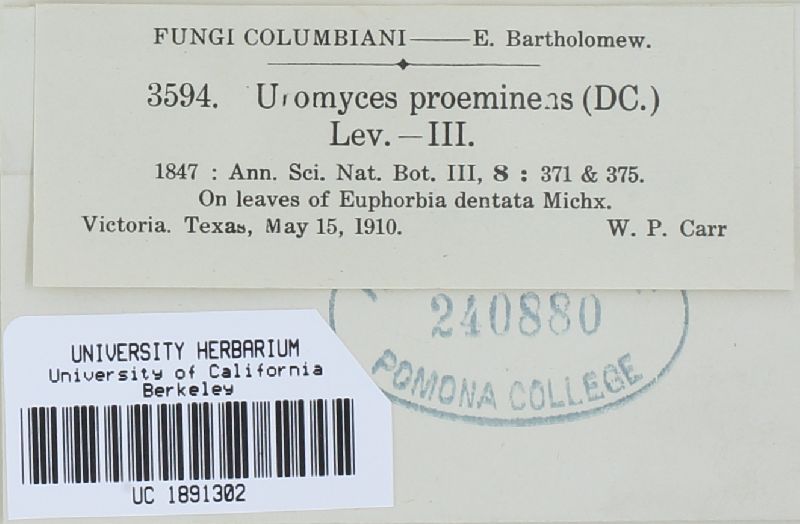 FUNGI COLUMBIANI——E. Bartholomew.
3594. Uromyces proeminens (DC.)
Lev. — III.
1847 : Ann. Sci. Nat. Bot. III, 8 : 371 & 375.
On leaves of Euphorbia dentata Michx.
Victoria. Texas, May 15, 1910. W. P. Carr
240880
POMONA COLLEGE
UNIVERSITY HERBARIUM
University of California
Berkeley
UC 1891302